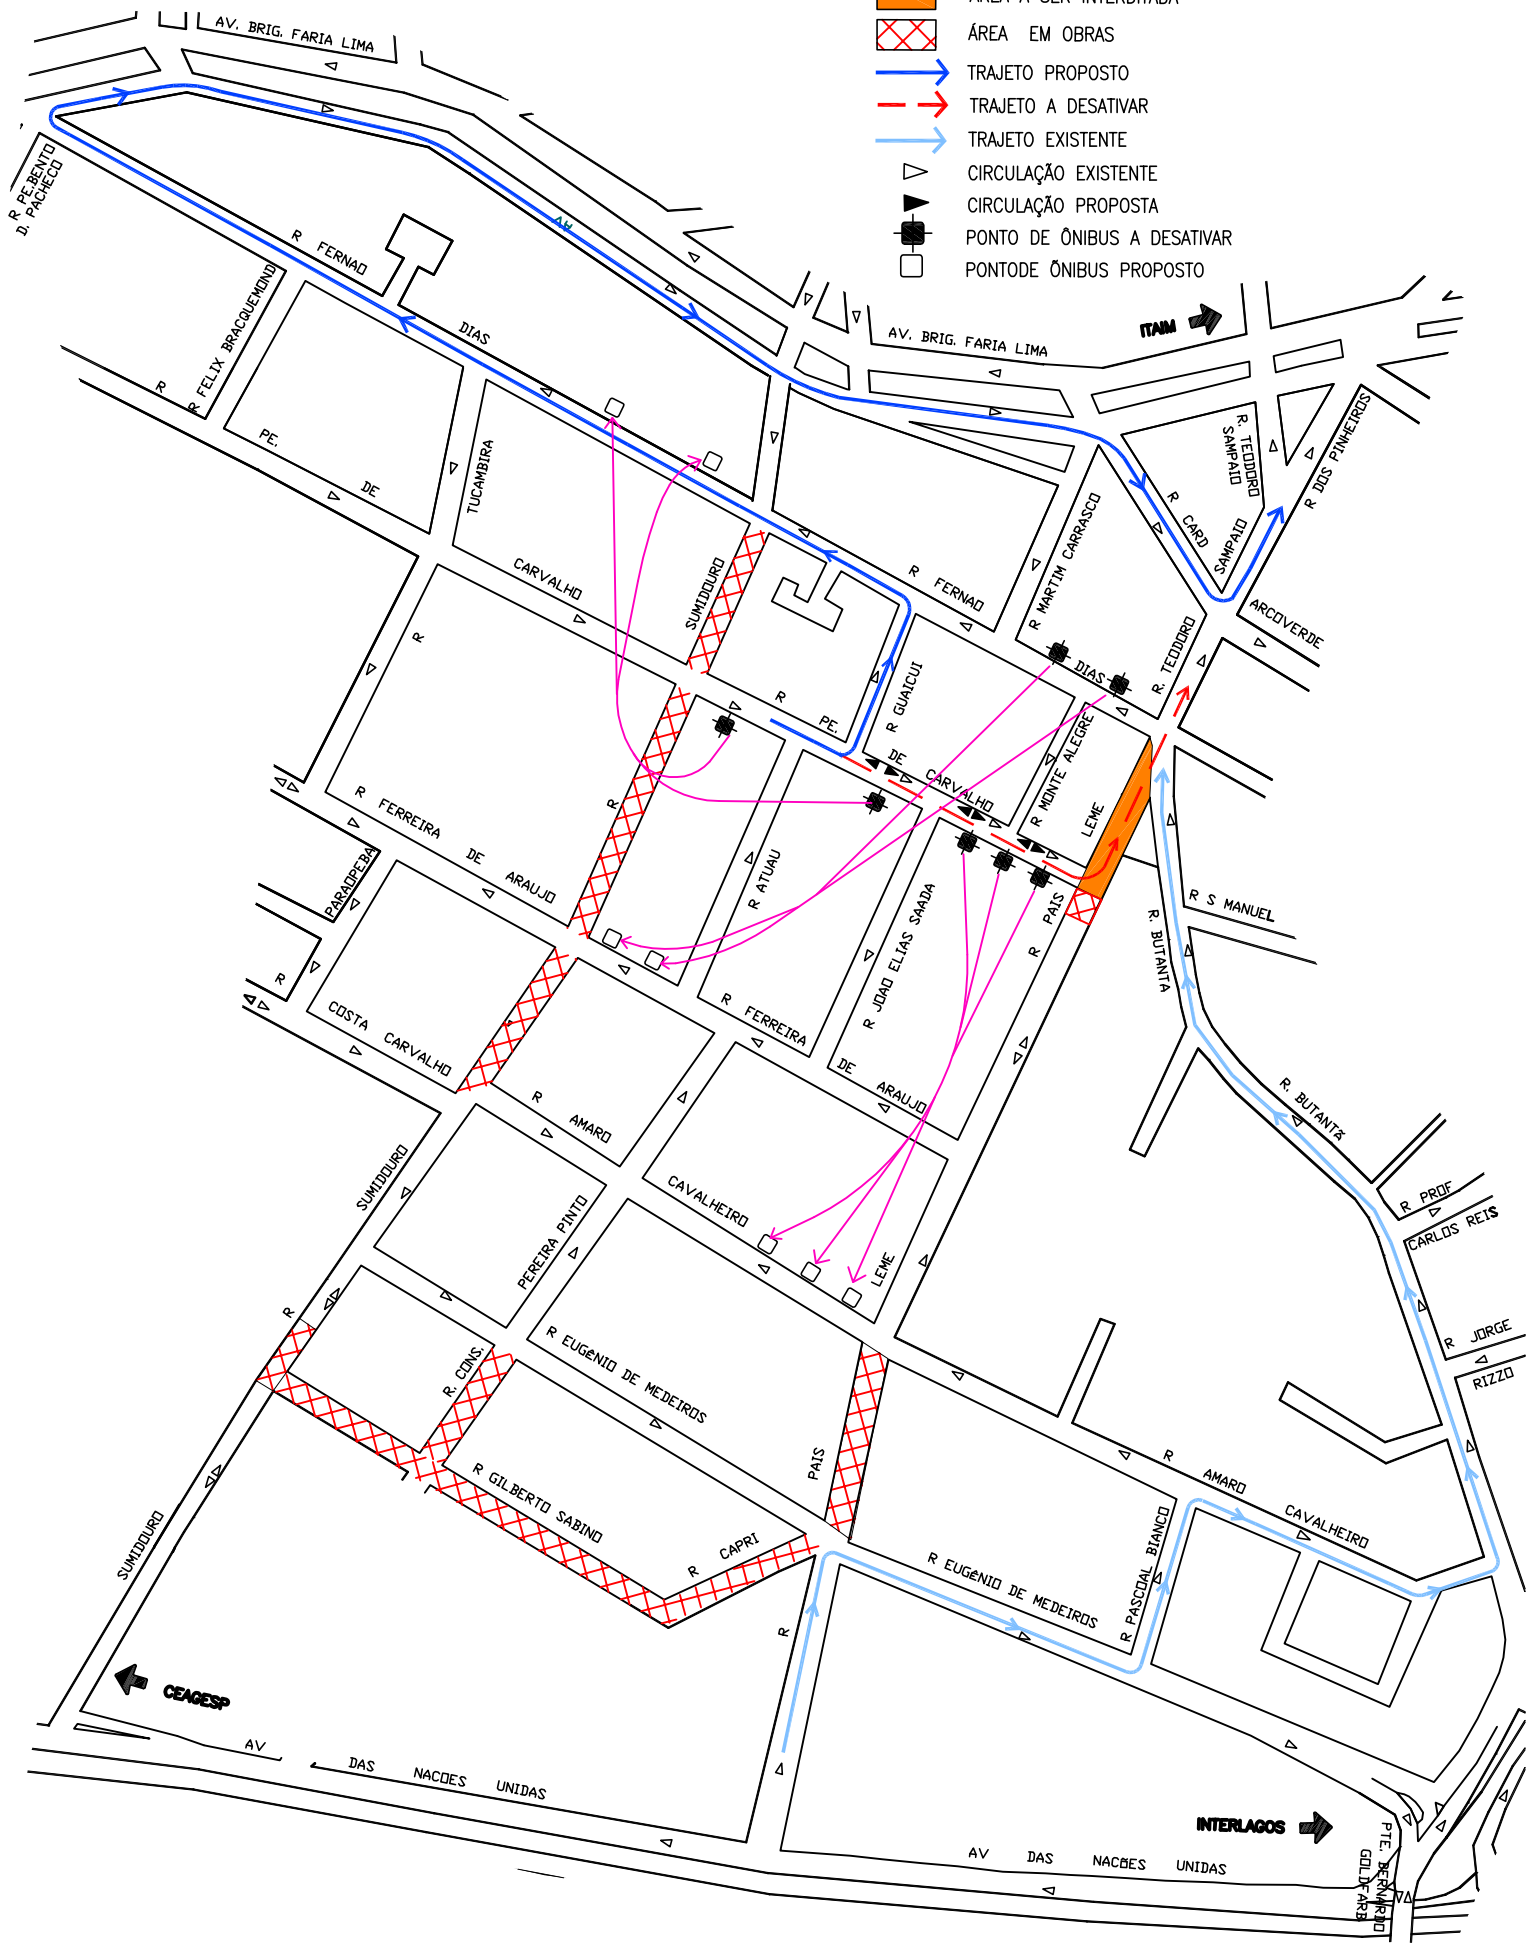 ÁREA A SER INTERDITADA
ÁREA EM OBRAS
TRAJETO PROPOSTO
TRAJETO A DESATIVAR
TRAJETO EXISTENTE
CIRCULAÇÃO EXISTENTE
CIRCULAÇÃO PROPOSTA
PONTO DE ÔNIBUS A DESATIVAR
PONTODE ÕNIBUS PROPOSTO
AV. BRIG. FARIA LIMA
R PE.BENTO
D. PACHECO
AV
R FERNAO
DIAS
R FELIX BRACQUEMOND
ITAIM
AV. BRIG. FARIA LIMA
R
PE.
DE
TUCAMBIRA
CARVALHO
SUMIDOURO
R. TEODORO
SAMPAIO
R DOS PINHEIROS
R CARD
SAMPAIO
ARCOVERDE
R MARTIM CARRASCO
R FERNAO
DIAS
R. TEODORO
R
R PE.
R GUAICUI
DE CARVALHO
R MONTE ALEGRE
LEME
R FERREIRA
DE ARAUJO
R
R ATUAU
PARAOPEBA
R JOAO ELIAS SAADA
R PAIS
R S MANUEL
R. BUTANTA
R
COSTA CARVALHO
R FERREIRA
DE ARAUJO
R AMARO
R. BUTANTÃ
SUMIDOURO
CAVALHEIRO
PEREIRA PINTO
LEME
R PROF
CARLOS REIS
R
R JORGE
RIZZO
R. CONS.
R EUGÊNIO DE MEDEIROS
PAIS
R AMARO
CAVALHEIRO
R GILBERTO SABINO
R CAPRI
SUMIDOURO
R EUGÊNIO DE MEDEIROS
R PASCOAL BIANCO
R
CEAGESP
AV DAS NACOES UNIDAS
INTERLAGOS
AV DAS NACÕES UNIDAS
PTE. BERNARDO
GOLDFARB